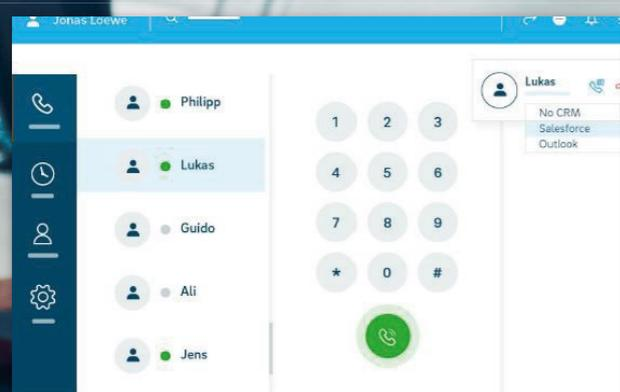 Jonas Loewe
Philipp
Lukas
Guido
Ali
Jens
1 2 3
4 5 6
7 8 9
* 0 #
Lukas
No CRM
Salesforce
Outlook